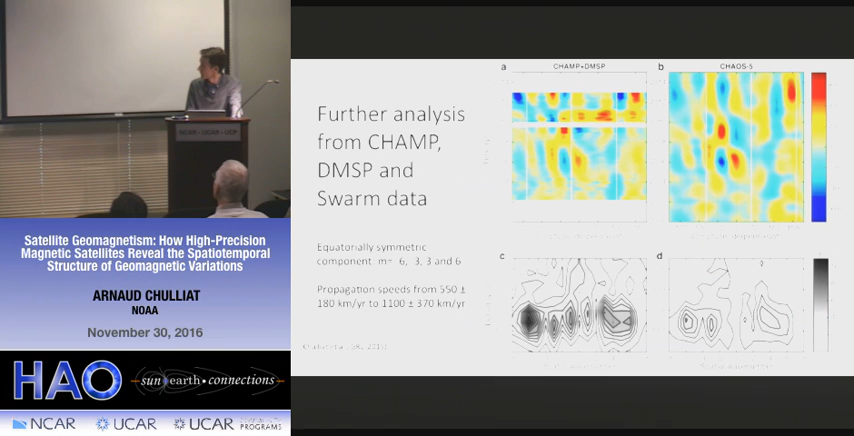 NCAR · UCAR · UCP
Satellite Geomagnetism: How High-Precision
Magnetic Satellites Reveal the Spatiotemporal
Structure of Geomagnetic Variations
ARNAUD CHULLIAT
NOAA
November 30, 2016
HAO
sun earth • connections
NCAR
UCAR
UCAR
PROGRAMS
Further analysis
from CHAMP,
DMSP and
Swarm data
Equatorially symmetric
component: m= -6, -3, 3 and 6
Propagation speeds from 550 ±
180 km/yr to 1100 ± 370 km/yr
a
CHAMP+DMSP
b
CHAOS-5
c
d